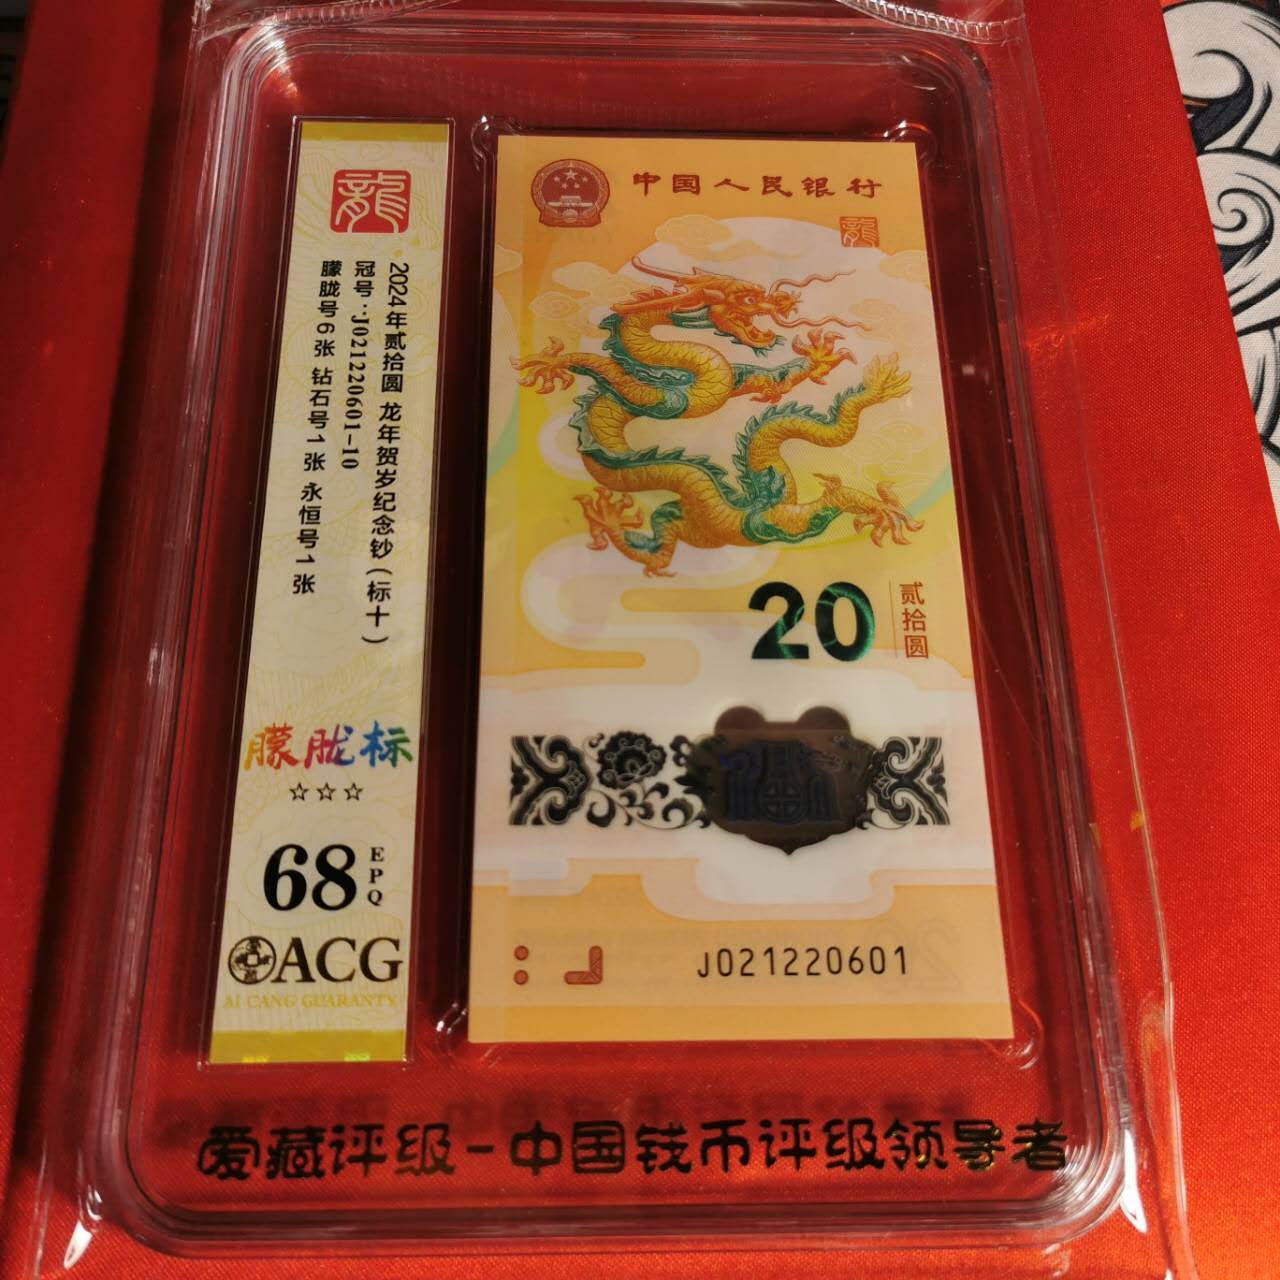 龍
2024年贰拾圆 龙年贺岁纪念钞(标十)
冠号:J021220601-10
朦胧号6张 钻石号1张 永恒号1张
朦胧标
☆☆☆
68 EPQ
ACG
AI CANG GUARANTY
中国人民银行
龍
20 贰拾圆
J021220601
爱藏评级-中国钱币评级领导者